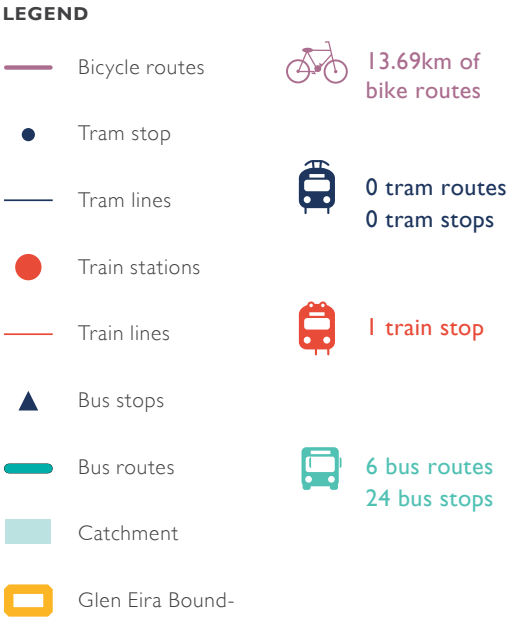 LEGEND
Bicycle routes
Tram stop
Tram lines
Train stations
Train lines
Bus stops
Bus routes
Catchment
Glen Eira Bound-
13.69km of
bike routes
0 tram routes
0 tram stops
1 train stop
6 bus routes
24 bus stops